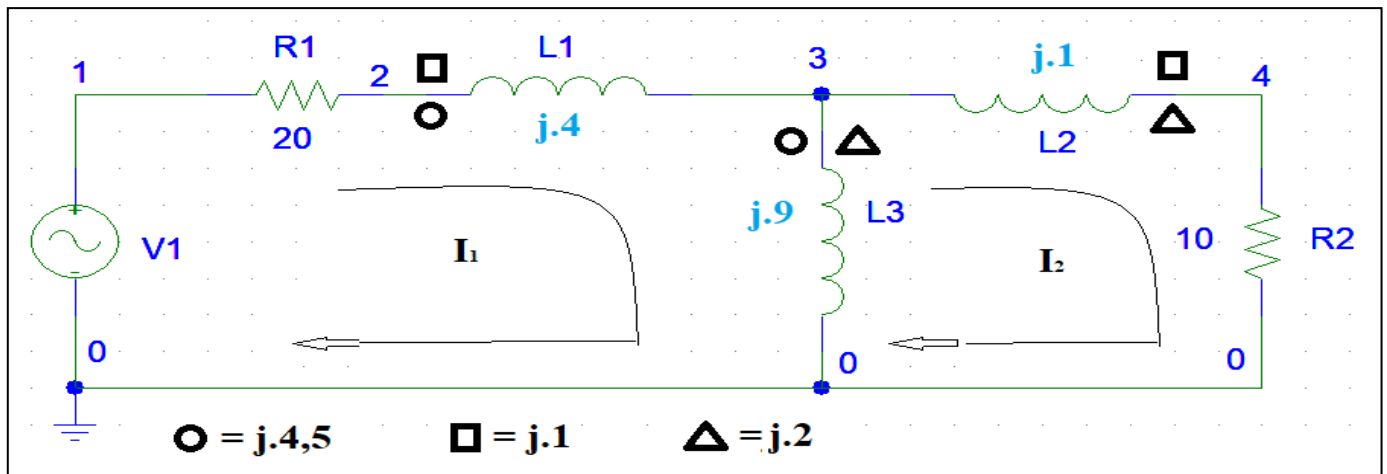 R1 L1 3 j.1
1 2 4
20 j.4 L2
V1 j.9 L3 10 R2
I₁ I₂
0 0 0
= j.4,5 = j.1 = j.2